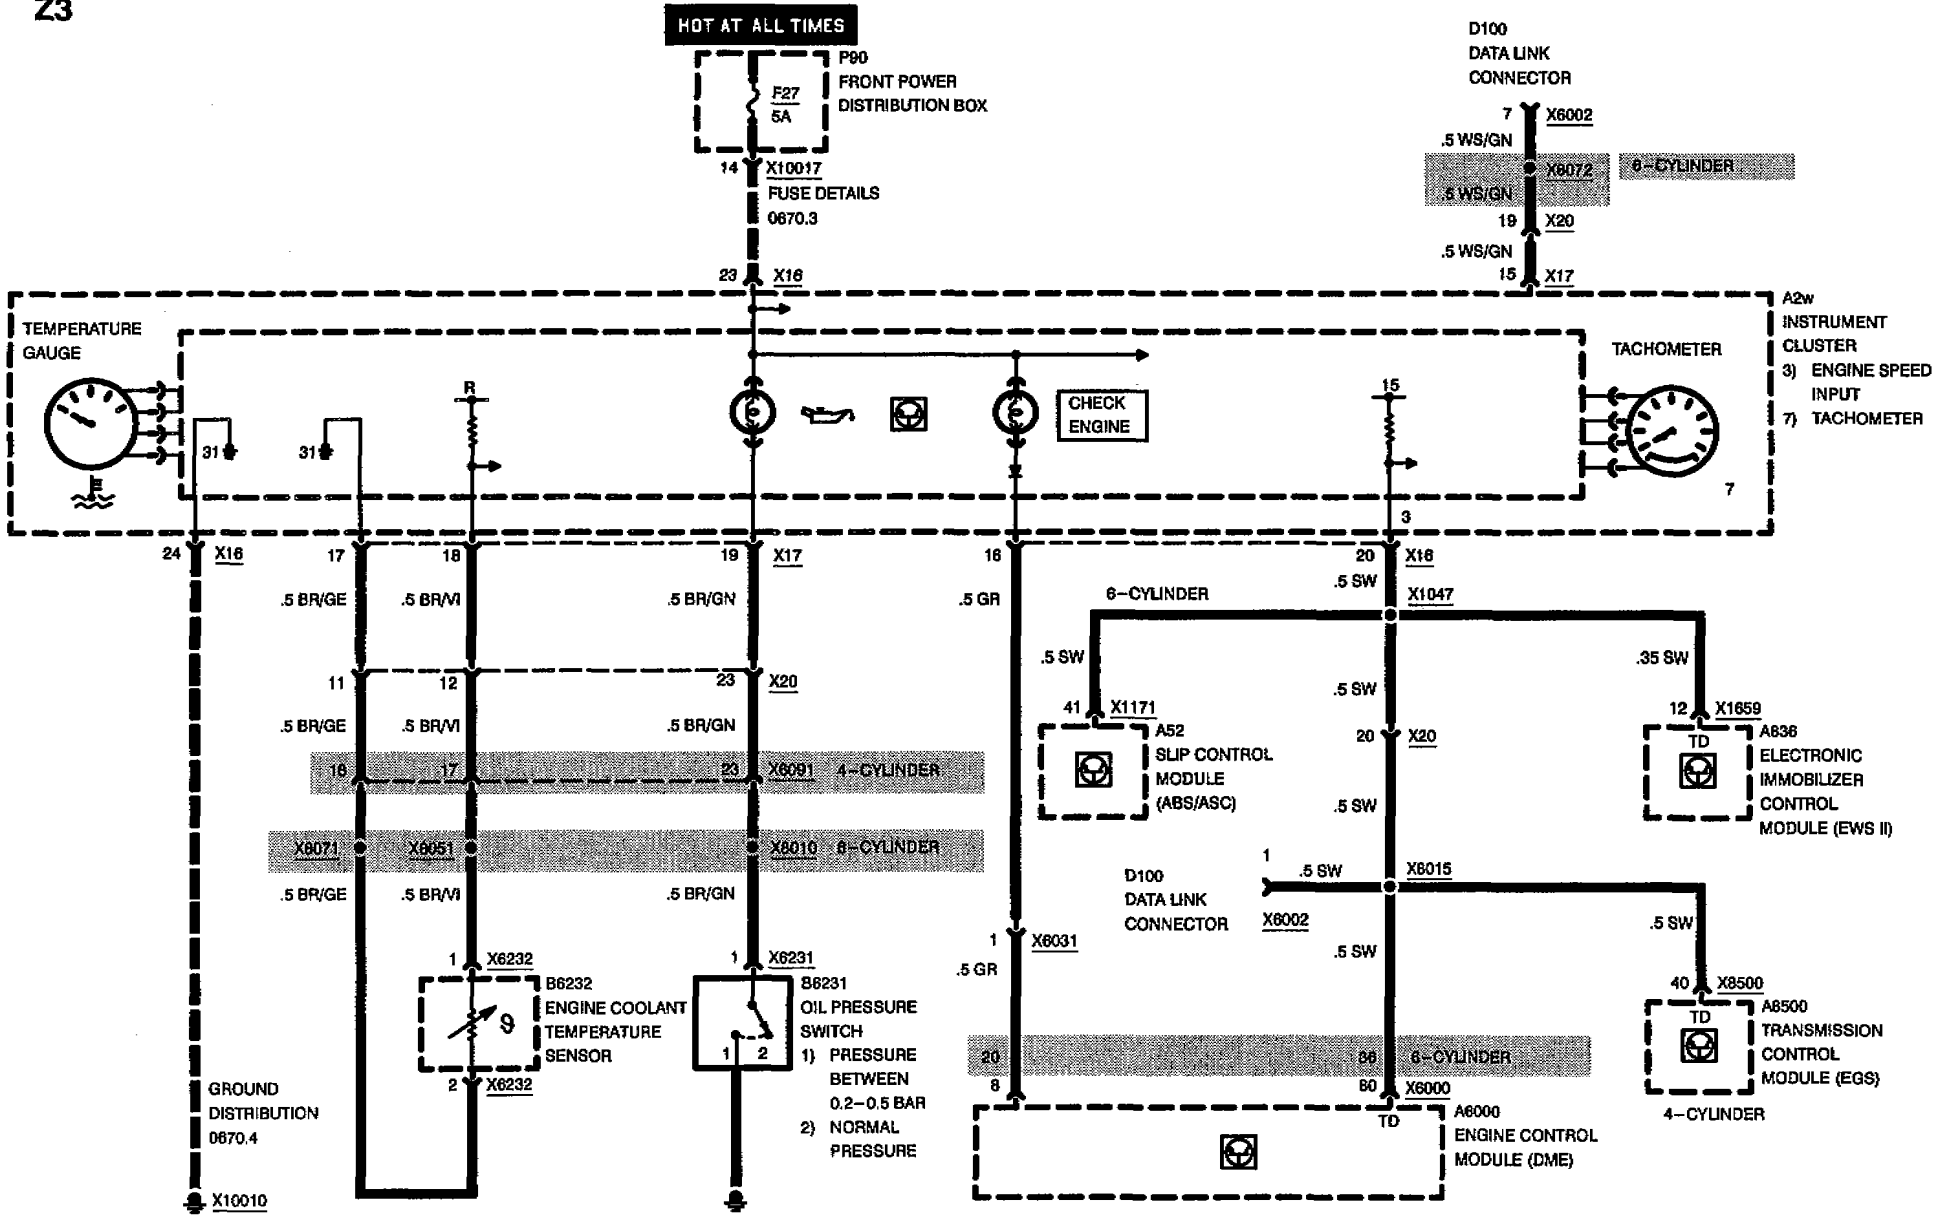 Z3
HOT AT ALL TIMES
P90
FRONT POWER
DISTRIBUTION BOX
F27
5A
14 X10017
FUSE DETAILS
0670.3
23 X16
D100
DATA LINK
CONNECTOR
7 X6002
.5 WS/GN
X6072 6-CYLINDER
.5 WS/GN
19 X20
.5 WS/GN
15 X17
A2w
INSTRUMENT
CLUSTER
3) ENGINE SPEED
INPUT
7) TACHOMETER
TEMPERATURE
GAUGE
TACHOMETER
R
15
CHECK
ENGINE
31
31
7
3
24 X16
17
18
19 X17
16
20 X16
.5 BR/GE
.5 BR/VI
.5 BR/GN
.5 GR
.5 SW
6-CYLINDER
X1047
.5 SW
.5 SW
.35 SW
11
12
23 X20
.5 BR/GE
.5 BR/VI
.5 BR/GN
41 X1171
20 X20
12 X1659
A52
SLIP CONTROL
MODULE
(ABS/ASC)
TD
A836
ELECTRONIC
IMMOBILIZER
CONTROL
MODULE (EWS II)
16
17
23 X6091 4-CYLINDER
.5 SW
X6071
X6051
X6010 6-CYLINDER
.5 BR/GE
.5 BR/VI
.5 BR/GN
D100
DATA LINK
CONNECTOR
1
X6002
.5 SW
X6015
.5 SW
.5 SW
1 X6031
.5 GR
1 X6232
1 X6231
B6232
ENGINE COOLANT
TEMPERATURE
SENSOR
ϑ
2 X6232
B6231
OIL PRESSURE
SWITCH
1) PRESSURE
BETWEEN
0.2-0.5 BAR
2) NORMAL
PRESSURE
1 2
40 X8500
TD
A8500
TRANSMISSION
CONTROL
MODULE (EGS)
4-CYLINDER
20
86 6-CYLINDER
8
60 X6000
TD
A6000
ENGINE CONTROL
MODULE (DME)
GROUND
DISTRIBUTION
0670.4
X10010